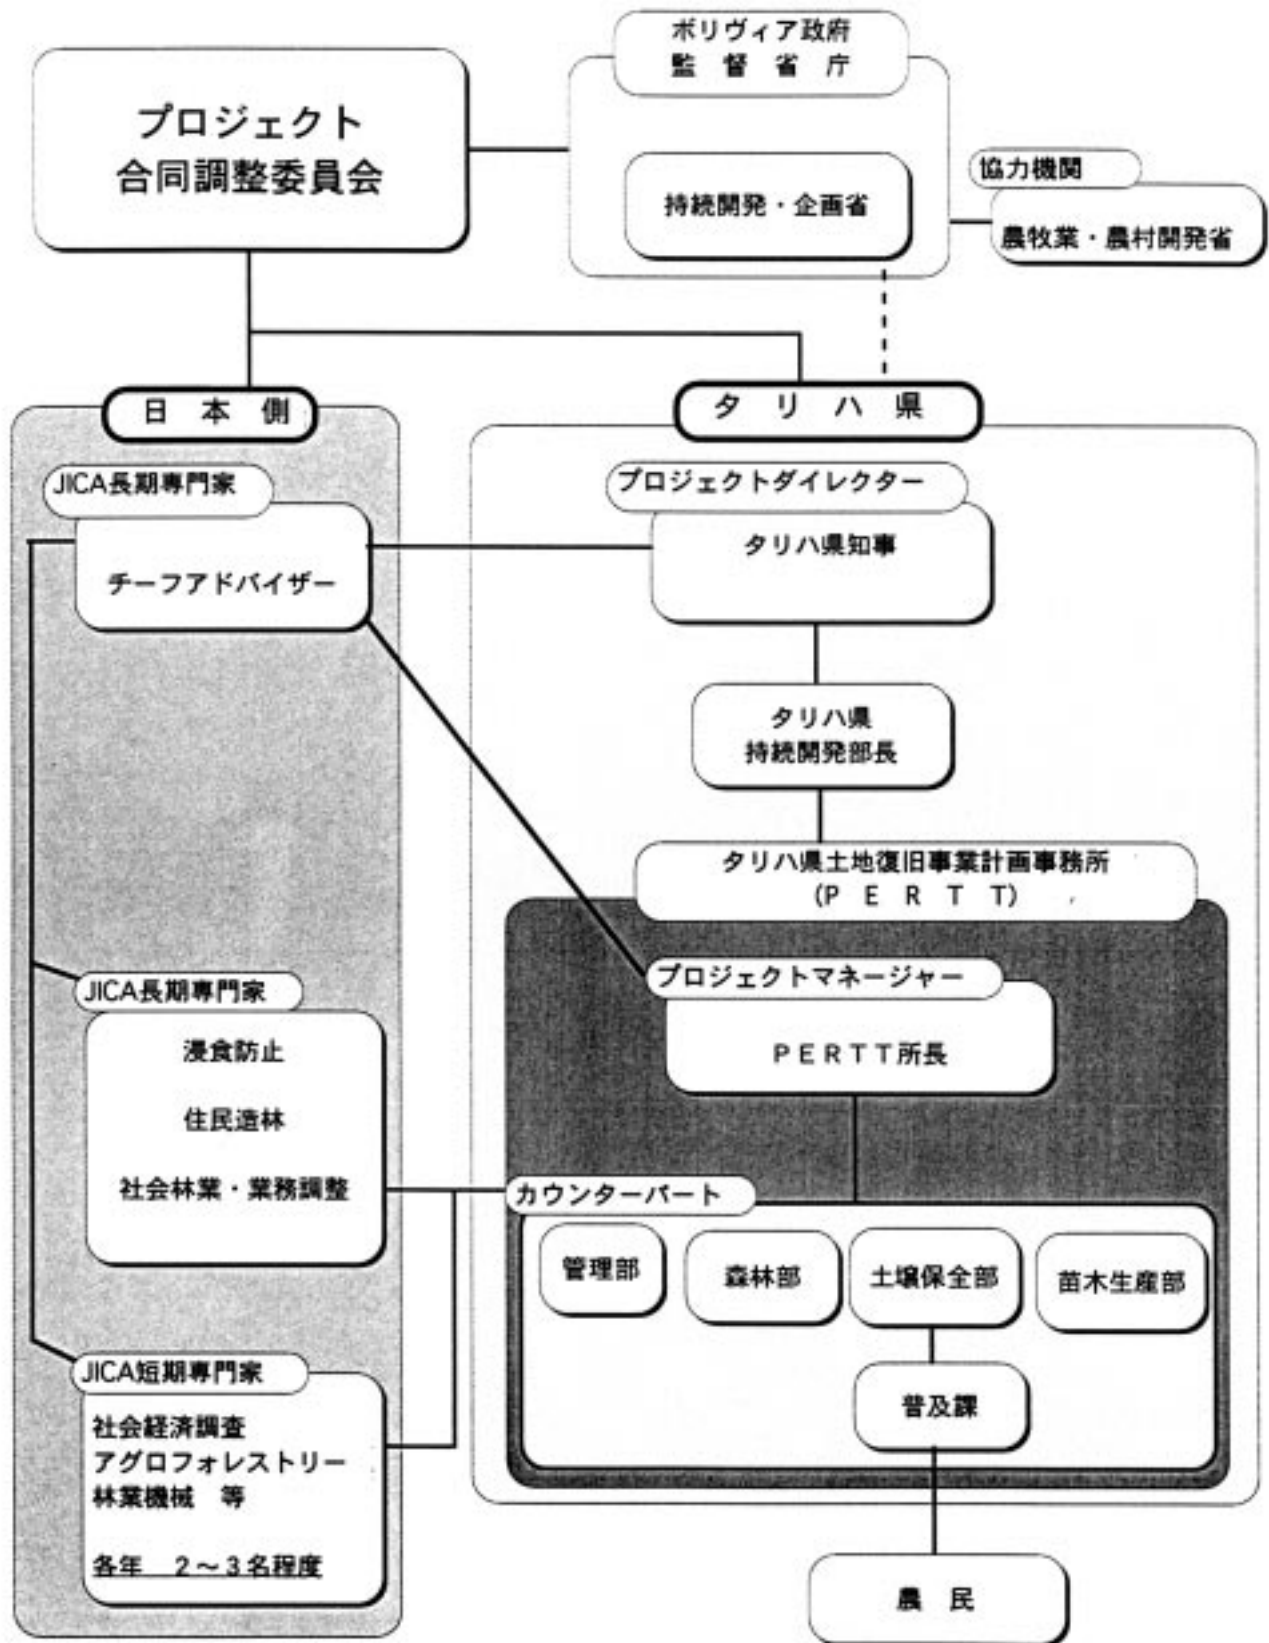 ボリヴィア政府
監 督 省 庁
プロジェクト
合同調整委員会
持続開発・企画省
協力機関
農牧業・農村開発省
日 本 側
タ リ ハ 県
JICA長期専門家
チーフアドバイザー
プロジェクトダイレクター
タリハ県知事
タリハ県
持続開発部長
タリハ県土地復旧事業計画事務所
(P E R T T)
プロジェクトマネージャー
PERTT所長
JICA長期専門家
浸食防止
住民造林
社会林業・業務調整
カウンターパート
管理部
森林部
土壌保全部
苗木生産部
普及課
JICA短期専門家
社会経済調査
アグロフォレストリー
林業機械 等
各年 2～3名程度
農 民